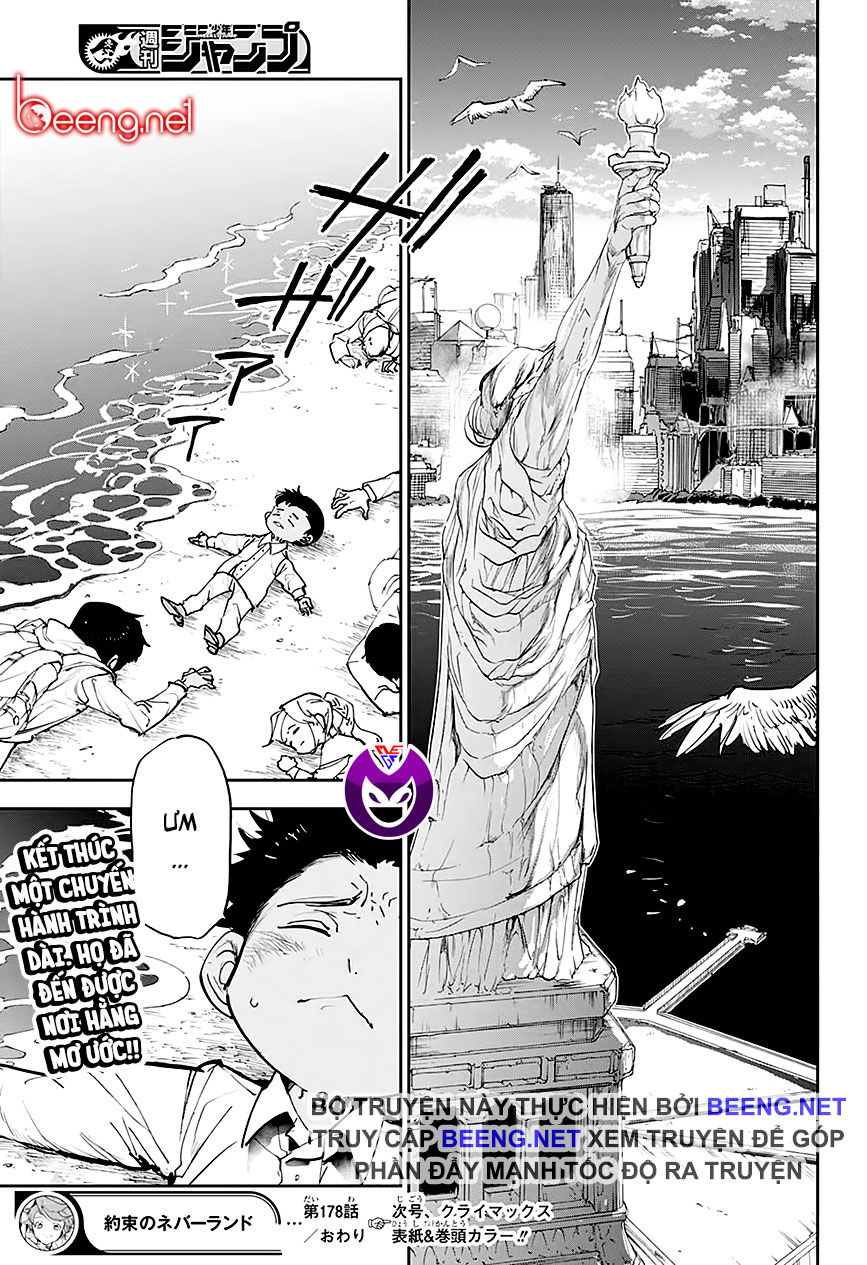 週刊少年ジャンプ
beeng.net
ザザァァ
ƯM
...
KẾT THÚC
MỘT CHUYẾN
HÀNH TRÌNH
DÀI. HỌ ĐÃ
ĐẾN ĐƯỢC
NƠI HẰNG
MƠ ƯỚC!!
BỘ TRUYỆN NÀY THỰC HIỆN BỞI BEENG.NET
TRUY CẬP BEENG.NET XEM TRUYỆN ĐỂ GÓP
PHẦN ĐẨY MẠNH TỐC ĐỘ RA TRUYỆN
約束のネバーランド
...
第178話
/おわり
☞
次号、クライマックス
表紙&巻頭カラー!!